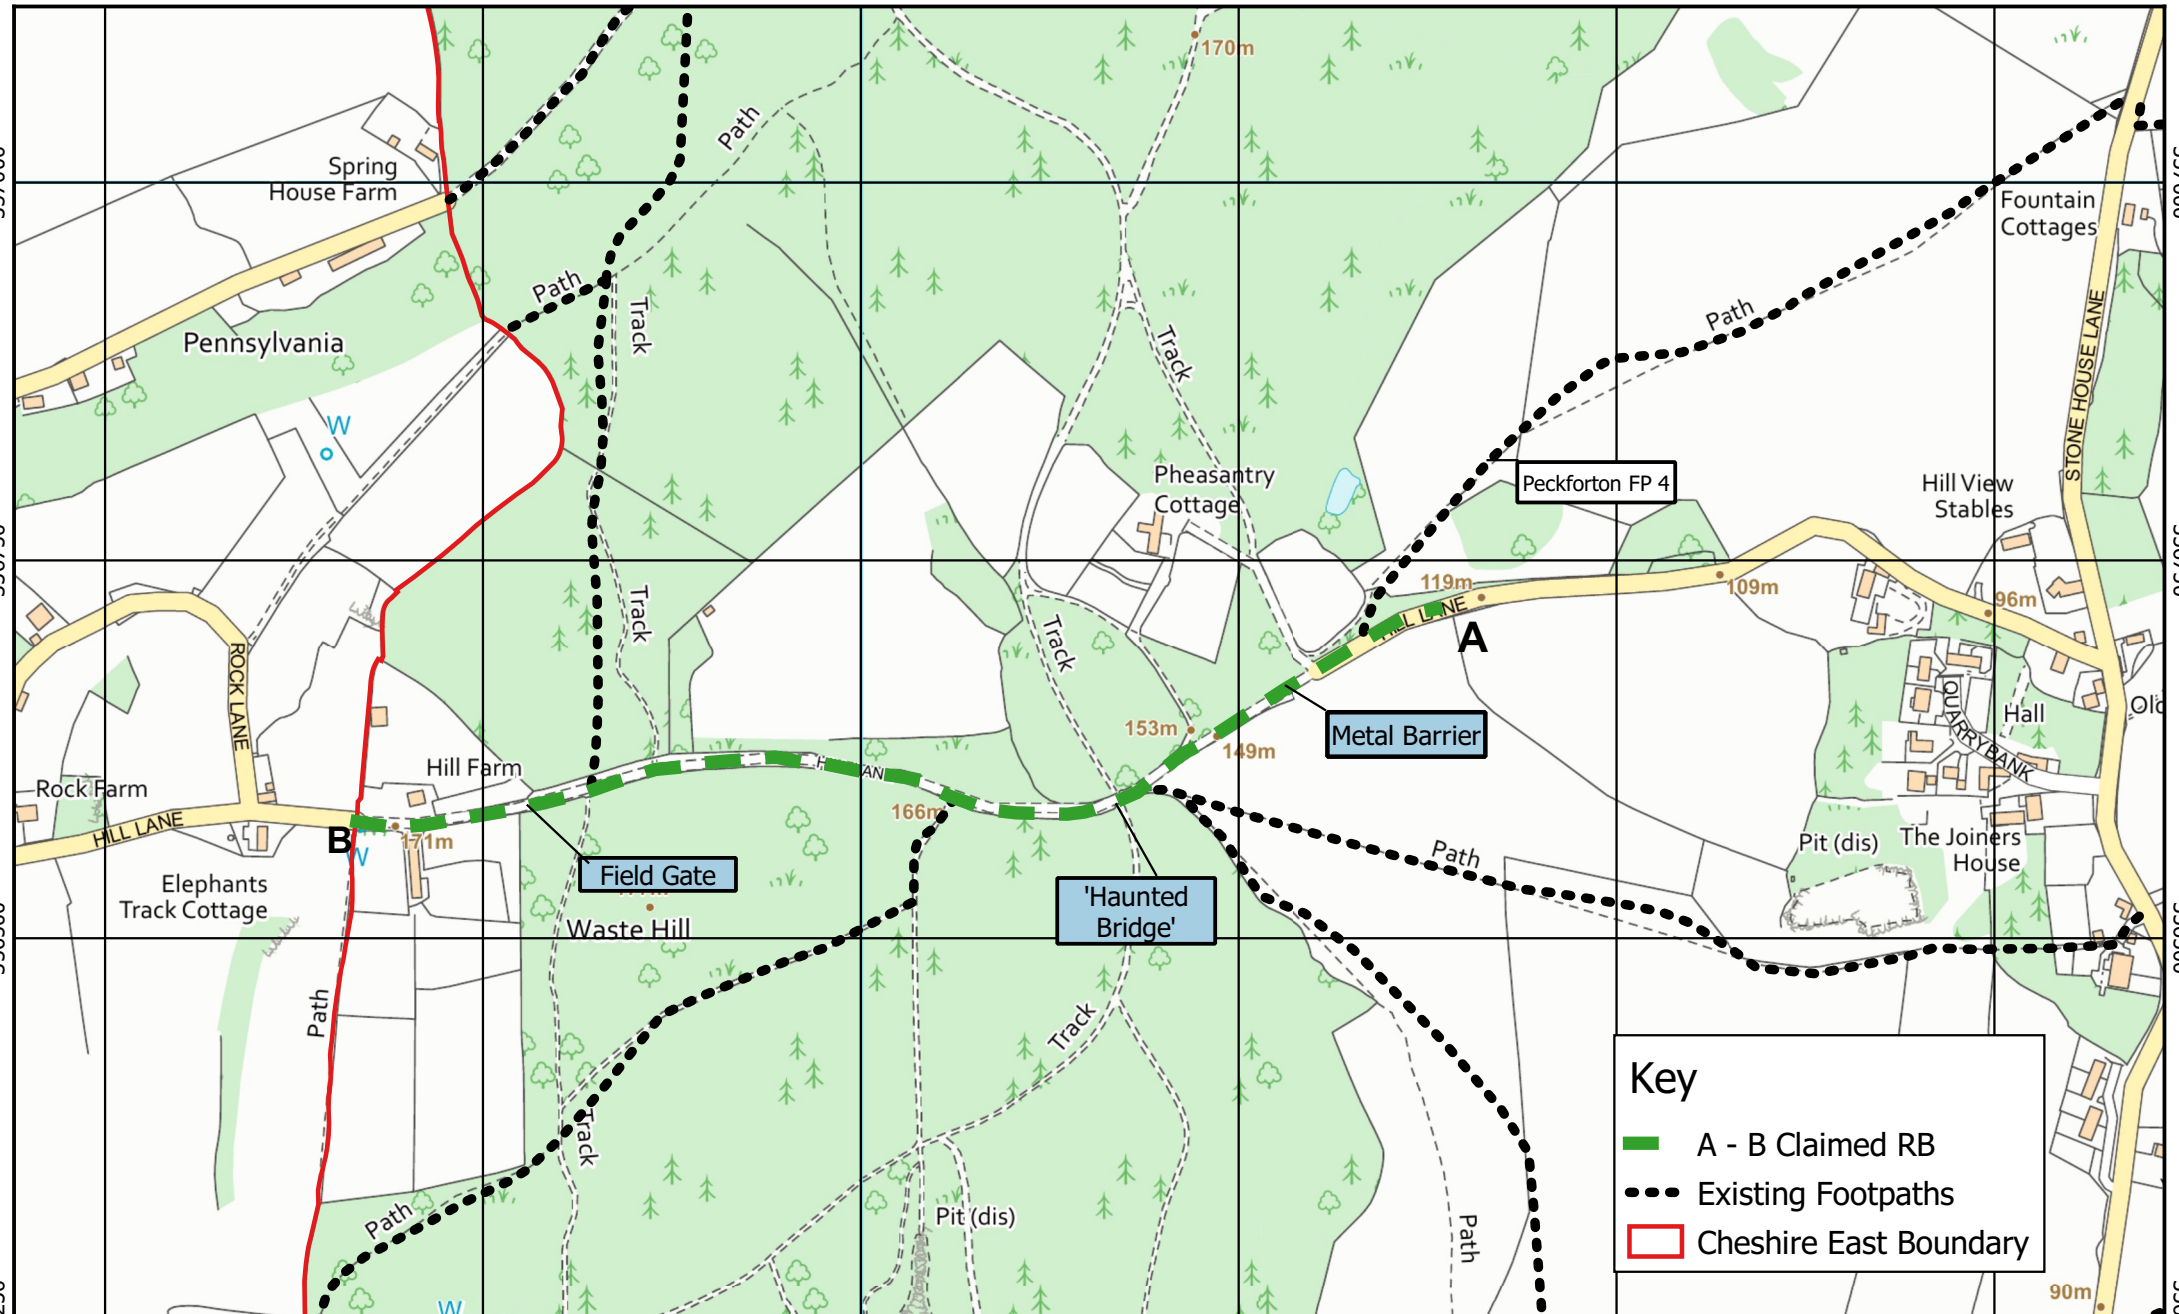 170m
Path
Spring
House Farm
Fountain
Cottages
Path
Track
Path
Pennsylvania
Track
STONE HOUSE LANE
W
Pheasantry
Cottage
Peckforton FP 4
Hill View
Stables
Track
119m
109m
96m
HILL LANE
A
Track
ROCK LANE
Metal Barrier
153m
149m
QUARRYBANK
Hall
Hill Farm
Rock Farm
166m
HILL LANE
B
W
171m
Path
Pit (dis)
The Joiners
House
Field Gate
Elephants
Track Cottage
'Haunted
Bridge'
Waste Hill
Path
Track
Track
Key
A - B Claimed RB
Existing Footpaths
Cheshire East Boundary
Path
Pit (dis)
Path
W
90m